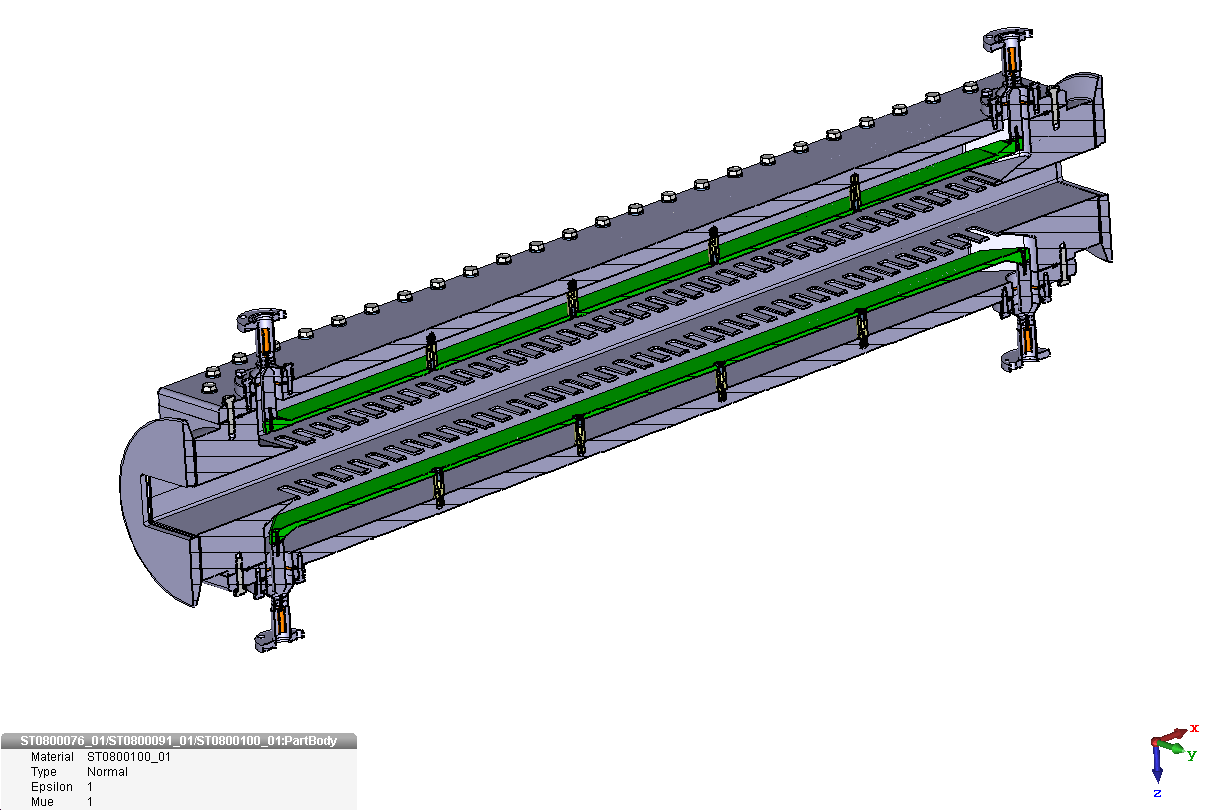 ST0800076_01/ST0800091_01/ST0800100_01:PartBody
Material ST0800100_01
Type Normal
Epsilon 1
Mue 1
x
y
z